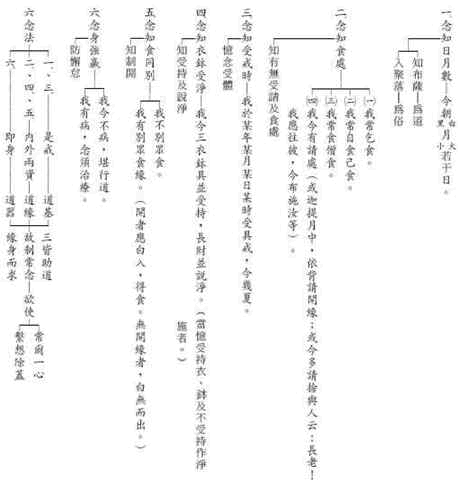 一念知日月數—今朝白黑月大小若干日。
知布薩—爲道
入聚落—爲俗
二念知食處
㈠我常乞食。
㈡我常自食己食。
㈢我常食僧食。
㈣我今有請處(或迦提月中,依背請開緣;或今多請捨與人云:長老!
我應往彼,今布施汝等)。
知有無受請及食處
三念知受戒時—我於某年某月某日某時受具戒,今幾夏。
憶念受體
四念知衣鉢受淨—我今三衣鉢具並受持,長財並說淨。(當憶受持衣、鉢及不受持作淨
施者。)
知受持及說淨
五念知食同別
我不別眾食。
我有別眾食緣。(開者應白入,得食。無開緣者,白無而出。)
知制開
六念身強羸
我今不病,堪行道。
我有病,念須治療。
防懈怠
六念法
一、三—是戒—道基
二、四、五—內外兩資—道緣
六—即身—道器
三皆助道
故制常念—欲使
緣身而求
常爾一心
繫想除蓋